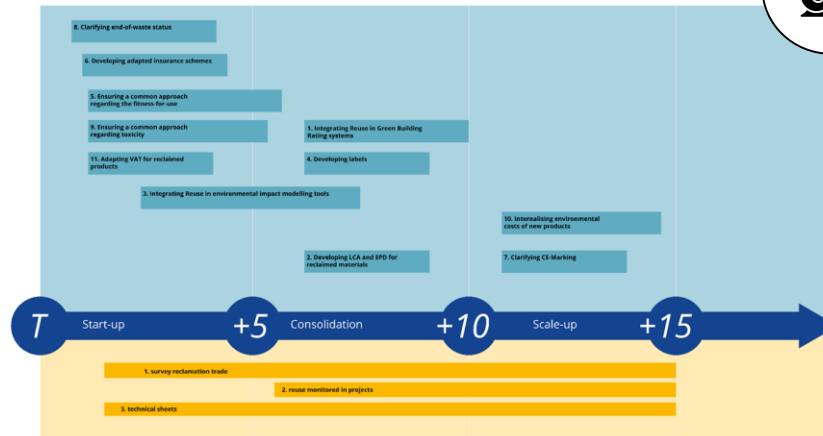 8. Clarifying end-of-waste status
6. Developing adapted insurance schemes
5. Ensuring a common approach
regarding the fitness-for-use
9. Ensuring a common approach
regarding toxicity
1. Integrating Reuse in Green Building
Rating systems
11. Adapting VAT for reclaimed
products
4. Developing labels
3. Integrating Reuse in environmental impact modelling tools
10. Internalising environmental
costs of new products
2. Developing LCA and EPD for
reclaimed materials
7. Clarifying CE-Marking
T
Start-up
+5
Consolidation
+10
Scale-up
+15
1. survey reclamation trade
2. reuse monitored in projects
3. technical sheets